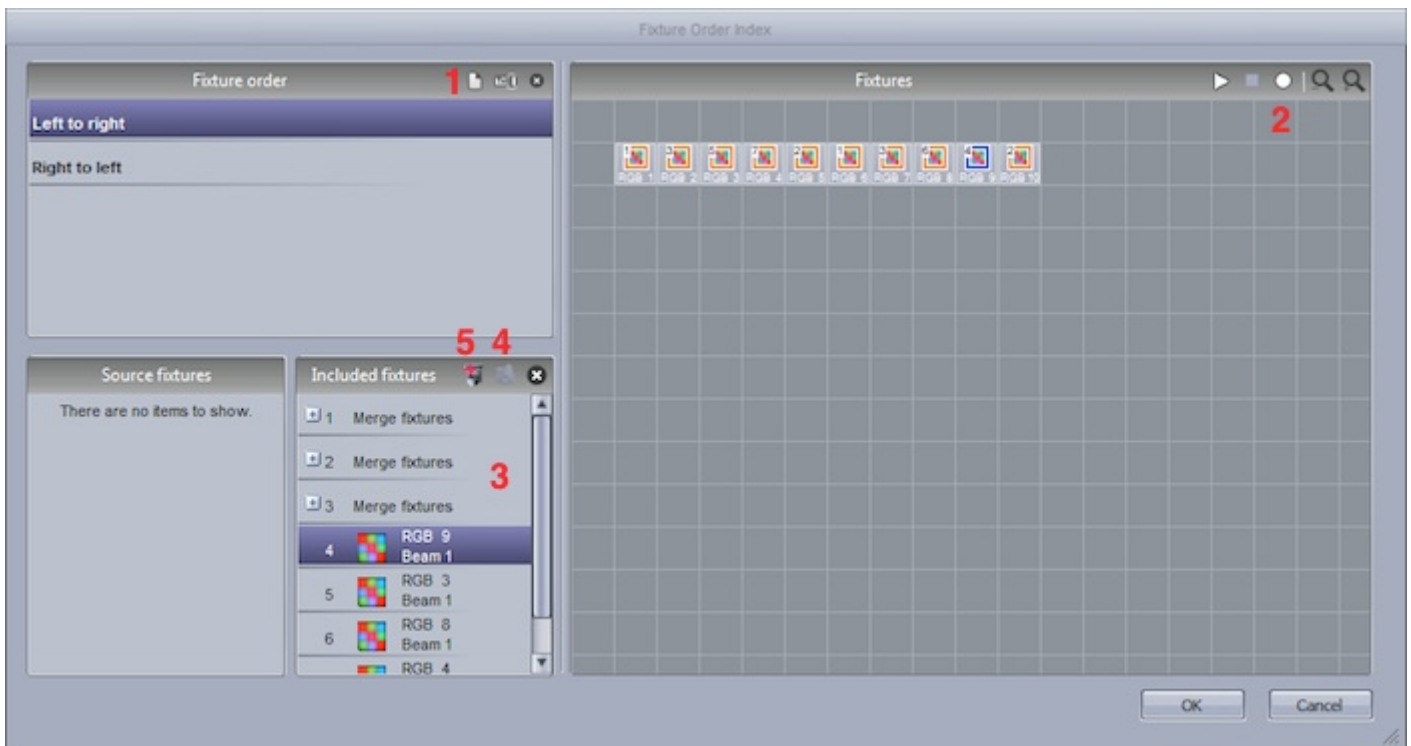 Fixture Order Index
Fixture order
1
Fixtures
2
Left to right
Right to left
RGB 1 RGB 2 RGB 3 RGB 4 RGB 5 RGB 6 RGB 7 RGB 8 RGB 9 RGB 10
5 4
Source fixtures
There are no items to show.
Included fixtures
1 Merge fixtures
2 Merge fixtures
3
3 Merge fixtures
4 RGB 9
Beam 1
5 RGB 3
Beam 1
6 RGB 8
Beam 1
RGB 4
OK
Cancel